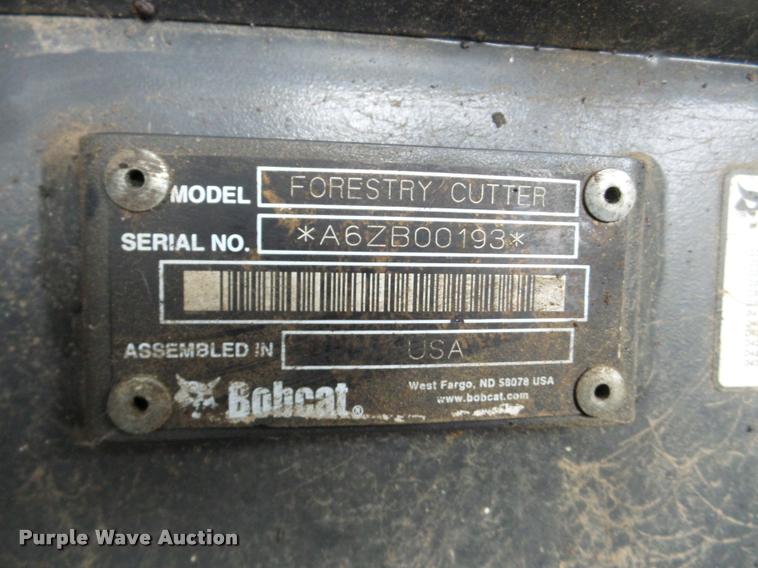 MODEL FORESTRY CUTTER
SERIAL NO. *A6ZB00193*
ASSEMBLED IN USA
Bobcat®
West Fargo, ND 58078 USA
www.bobcat.com
Purple Wave Auction